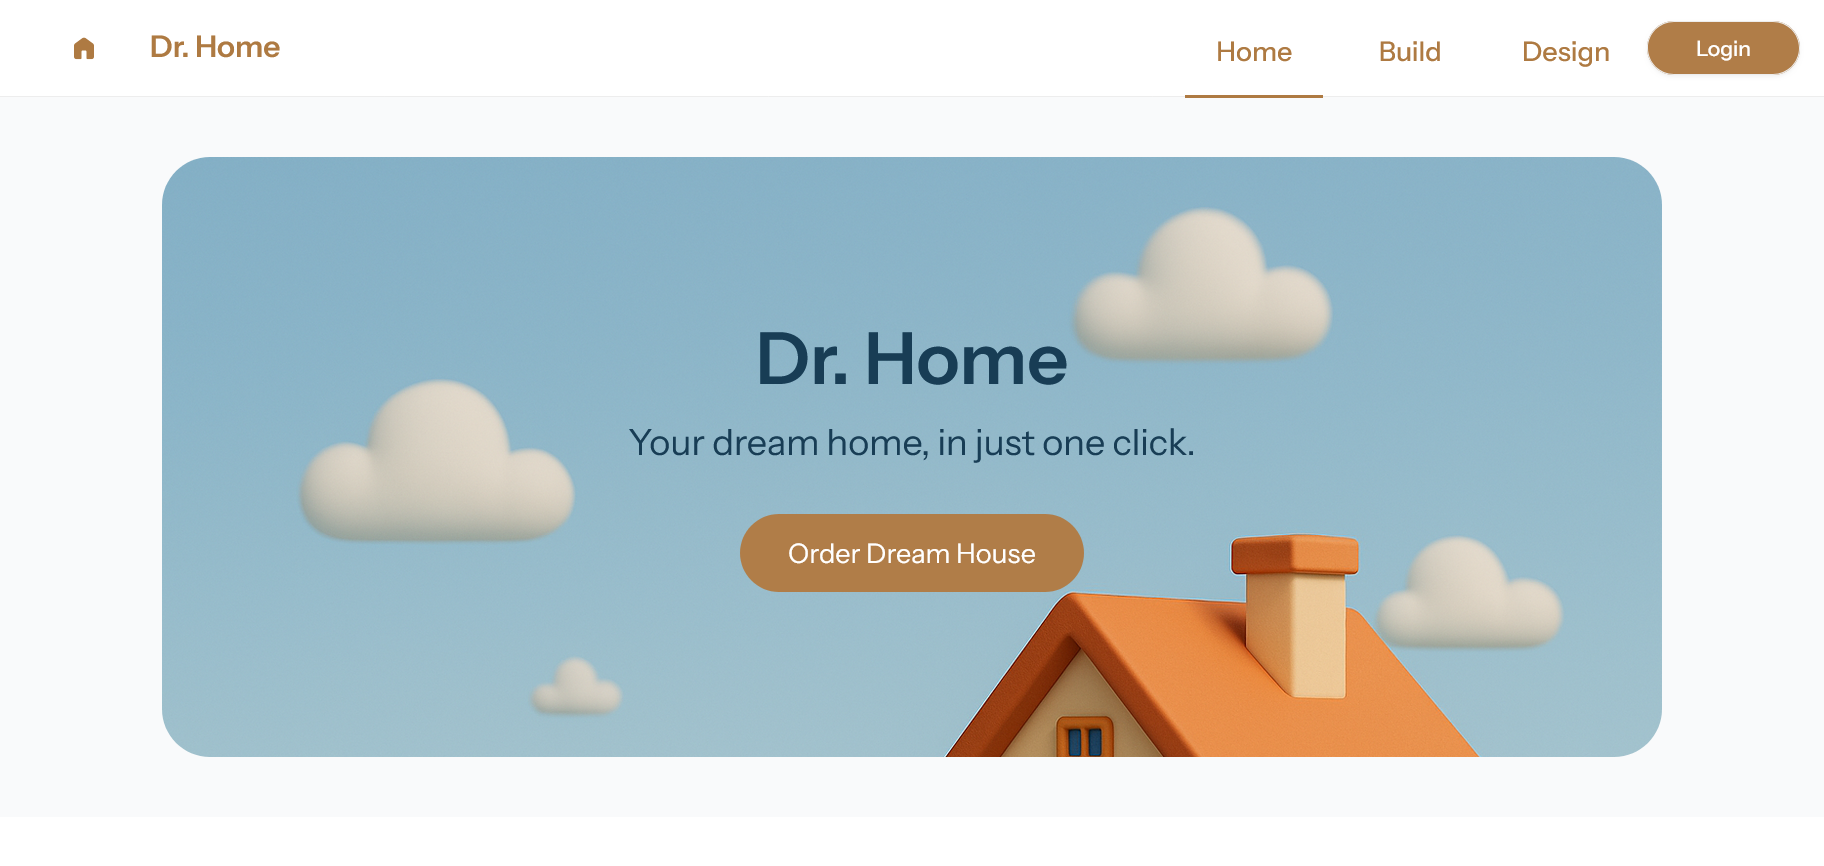 Dr. Home
Home
Build
Design
Login
Dr. Home
Your dream home, in just one click.
Order Dream House